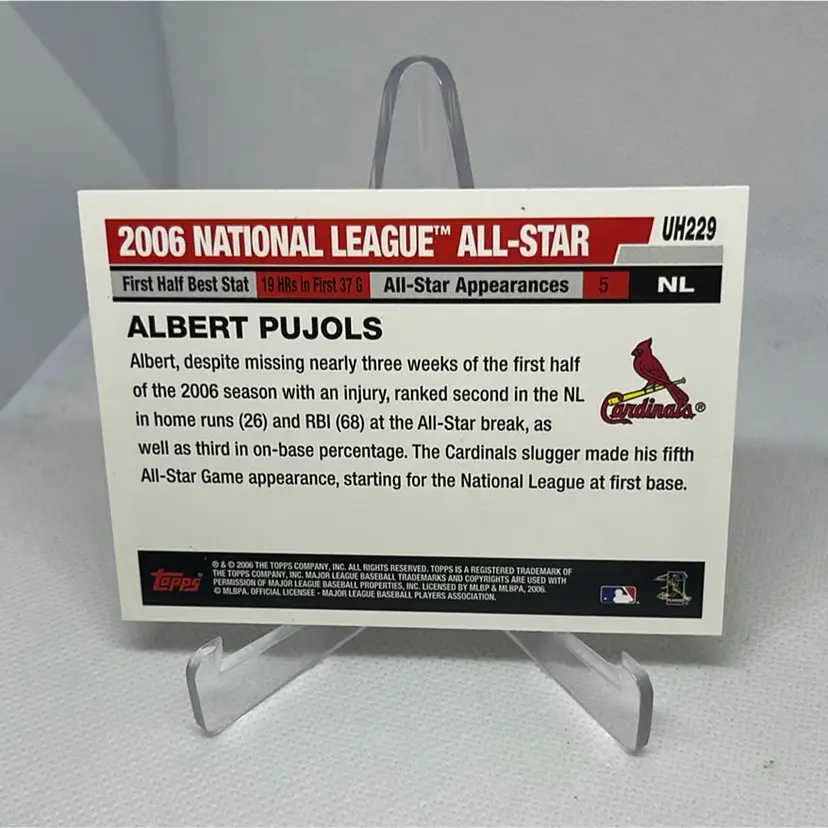 2006 NATIONAL LEAGUE™ ALL-STAR
UH229
First Half Best Stat 19 HRs in First 37 G All-Star Appearances 5 NL
ALBERT PUJOLS
Albert, despite missing nearly three weeks of the first half
of the 2006 season with an injury, ranked second in the NL
in home runs (26) and RBI (68) at the All-Star break, as
well as third in on-base percentage. The Cardinals slugger made his fifth
All-Star Game appearance, starting for the National League at first base.
Cardinals®
Topps®
® & © 2006 THE TOPPS COMPANY, INC. ALL RIGHTS RESERVED. TOPPS IS A REGISTERED TRADEMARK OF
THE TOPPS COMPANY, INC. MAJOR LEAGUE BASEBALL TRADEMARKS AND COPYRIGHTS ARE USED WITH
PERMISSION OF MAJOR LEAGUE BASEBALL PROPERTIES, INC. LICENSED BY MLBP & MLBPA, 2006.
© MLBPA. OFFICIAL LICENSEE - MAJOR LEAGUE BASEBALL PLAYERS ASSOCIATION.